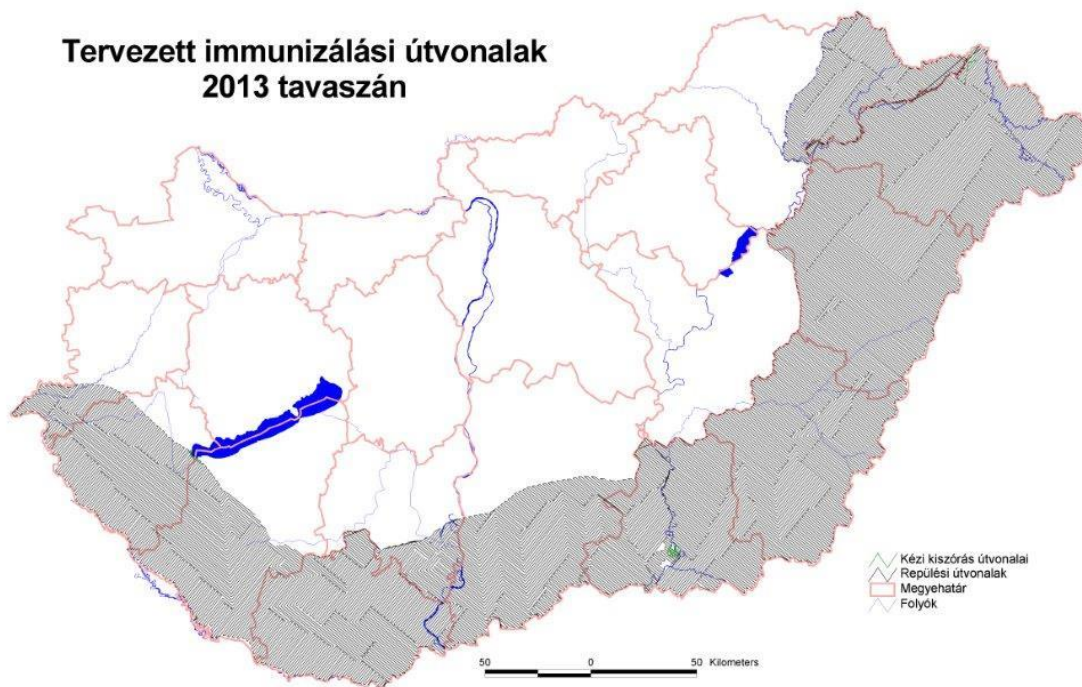 Tervezett immunizálási útvonalak
2013 tavaszán
Kézi kiszórás útvonalai
Repülési útvonalak
Megyehatár
Folyók
50 0 50 Kilometers